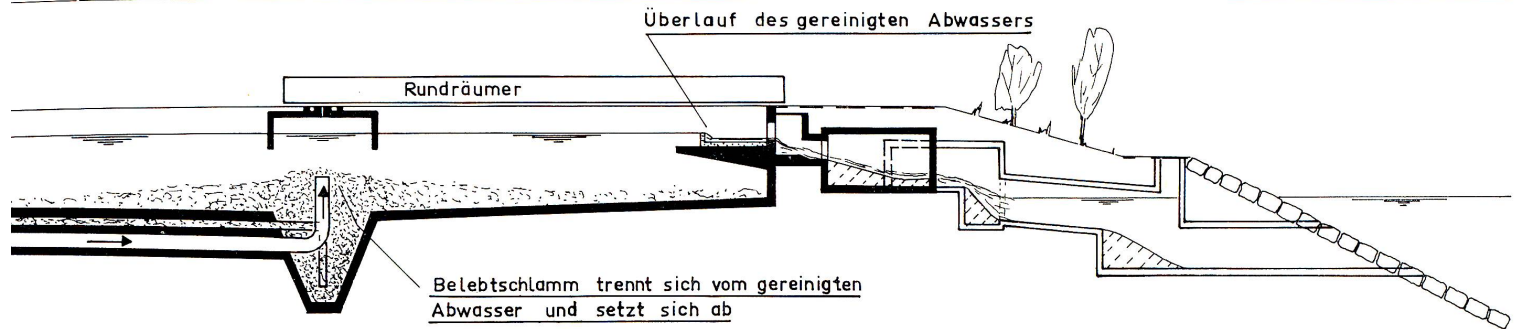 Überlauf des gereinigten Abwassers
Rundräumer
Belebtschlamm trennt sich vom gereinigten
Abwasser und setzt sich ab